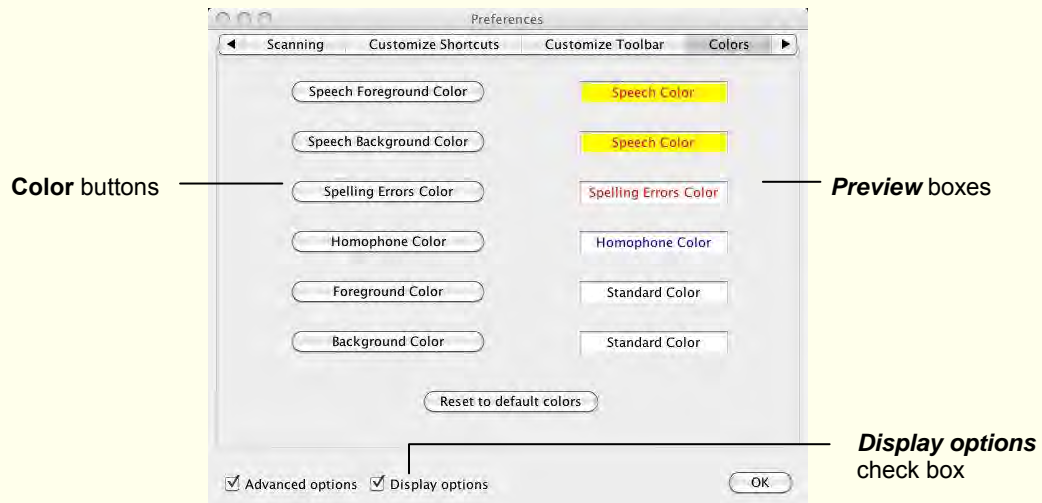 Preferences
◀ Scanning Customize Shortcuts Customize Toolbar Colors ▶
Speech Foreground Color Speech Color
Speech Background Color Speech Color
Color buttons Spelling Errors Color Spelling Errors Color Preview boxes
Homophone Color Homophone Color
Foreground Color Standard Color
Background Color Standard Color
Reset to default colors
Display options
check box
Advanced options Display options OK